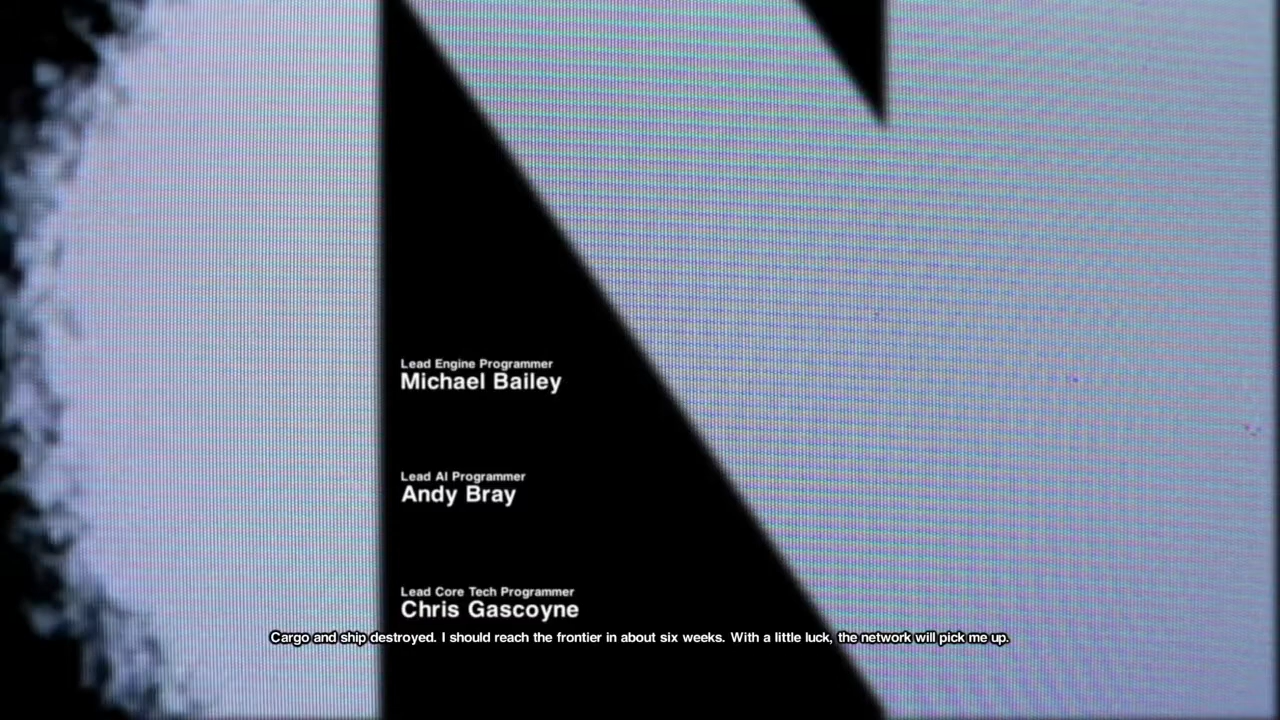 Lead Engine Programmer
Michael Bailey
Lead AI Programmer
Andy Bray
Lead Core Tech Programmer
Chris Gascoyne
Cargo and ship destroyed. I should reach the frontier in about six weeks. With a little luck, the network will pick me up.